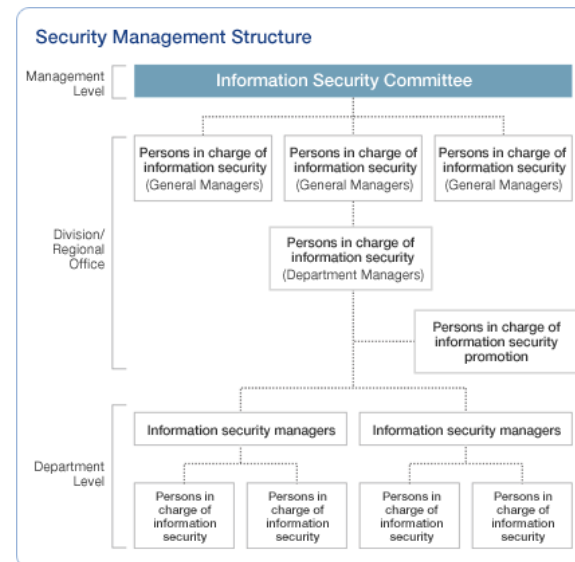 Security Management Structure
Management
Level
Information Security Committee
Persons in charge of
information security
(General Managers)
Persons in charge of
information security
(General Managers)
Persons in charge of
information security
(General Managers)
Division/
Regional
Office
Persons in charge of
information security
(Department Managers)
Persons in charge of
information security
promotion
Department
Level
Information security managers
Information security managers
Persons in
charge of
information
security
Persons in
charge of
information
security
Persons in
charge of
information
security
Persons in
charge of
information
security